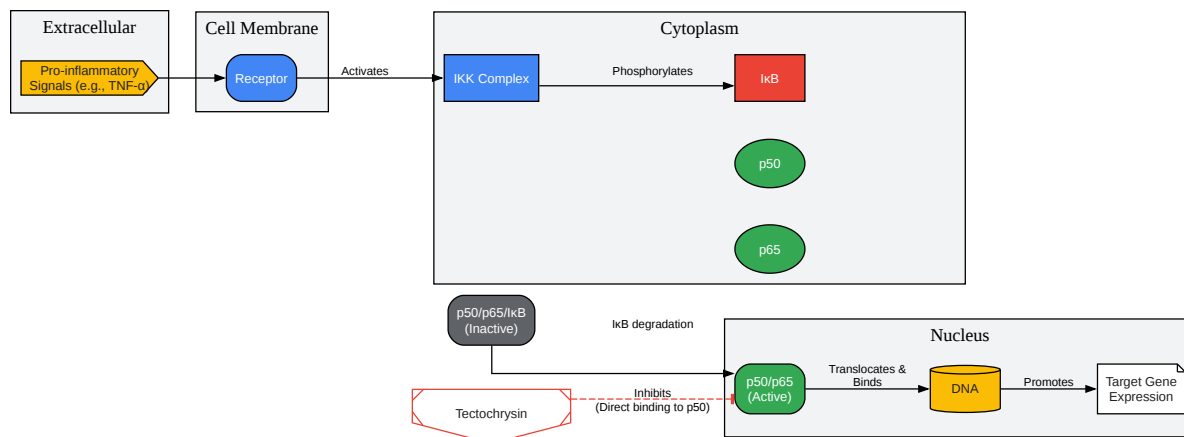 Extracellular
Cell Membrane
Cytoplasm
Pro-inflammatory
Signals (e.g., TNF-α)
Receptor
Activates
IKK Complex
Phosphorylates
IκB
p50
p65
p50/p65/IκB
(Inactive)
IκB degradation
Nucleus
p50/p65
(Active)
Translocates &
Binds
DNA
Promotes
Target Gene
Expression
Tectochrysin
Inhibits
(Direct binding to p50)